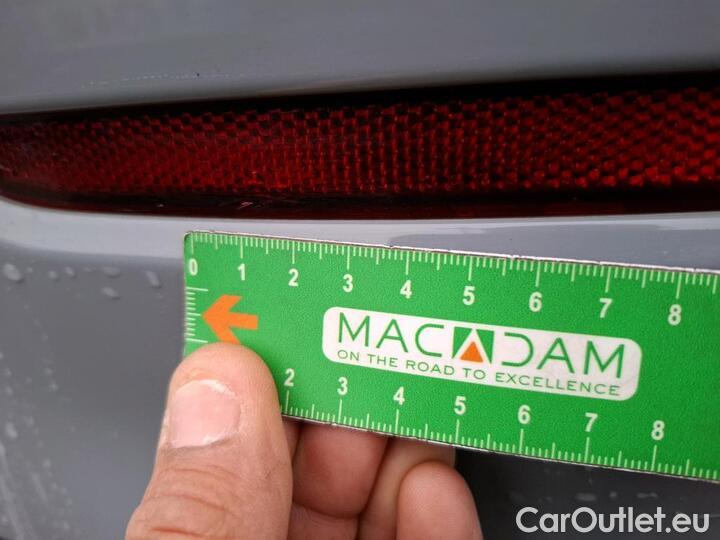 0 1 2 3 4 5 6 7 8
MACADAM
ON THE ROAD TO EXCELLENCE
2 3 4 5 6 7 8
CarOutlet.eu